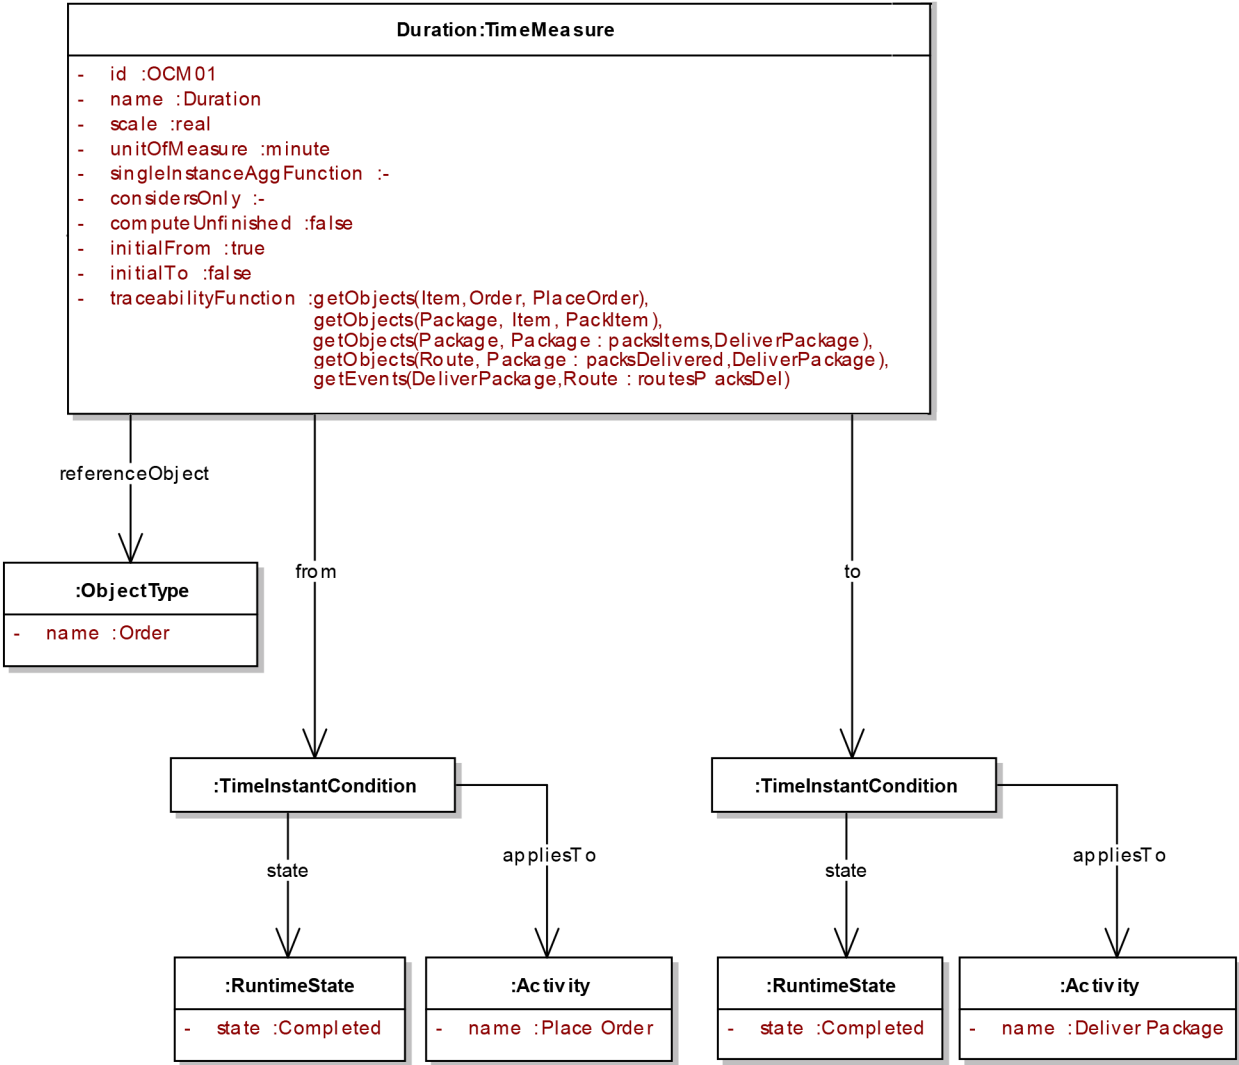 Duration:TimeMeasure
- id :OCM01
- name :Duration
- scale :real
- unitOfMeasure :minute
- singleInstanceAggFunction :-
- considersOnly :-
- computeUnfinished :false
- initialFrom :true
- initialTo :false
- traceabilityFunction :getObjects(Item,Order, PlaceOrder),
getObjects(Package, Item, PackItem),
getObjects(Package, Package : packsItems,DeliverPackage),
getObjects(Route, Package : packsDelivered,DeliverPackage),
getEvents(DeliverPackage,Route : routesP acksDel)
referenceObject
from
to
:ObjectType
- name :Order
:TimeInstantCondition
:TimeInstantCondition
state
appliesTo
state
appliesTo
:RuntimeState
- state :Completed
:Activity
- name :Place Order
:RuntimeState
- state :Completed
:Activity
- name :Deliver Package